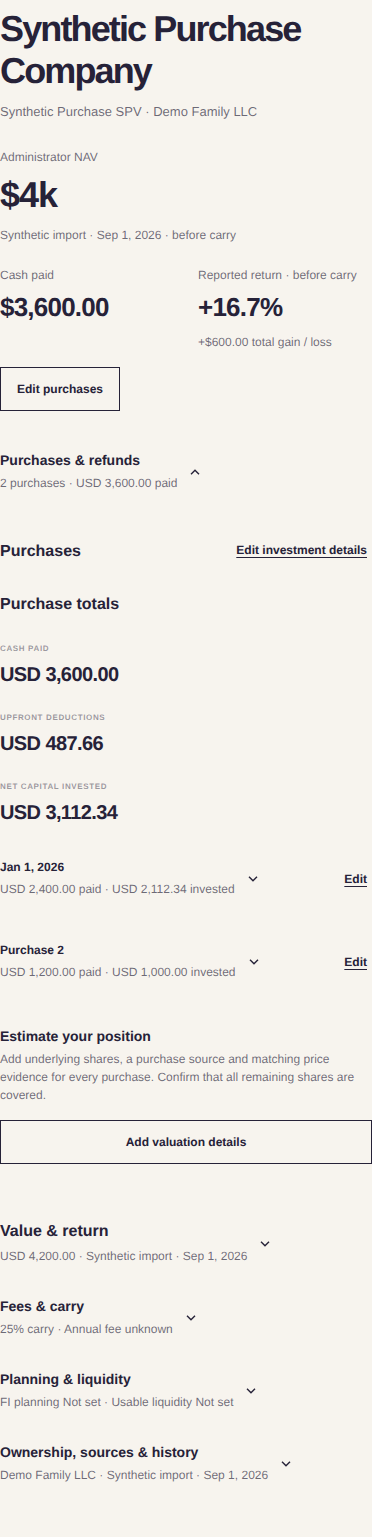 Synthetic Purchase
Company
Synthetic Purchase SPV · Demo Family LLC
Administrator NAV
$4k
Synthetic import · Sep 1, 2026 · before carry
Cash paid
$3,600.00
Reported return · before carry
+16.7%
+$600.00 total gain / loss
Edit purchases
Purchases & refunds
2 purchases · USD 3,600.00 paid
Purchases
Edit investment details
Purchase totals
CASH PAID
USD 3,600.00
UPFRONT DEDUCTIONS
USD 487.66
NET CAPITAL INVESTED
USD 3,112.34
Jan 1, 2026
USD 2,400.00 paid · USD 2,112.34 invested
Edit
Purchase 2
USD 1,200.00 paid · USD 1,000.00 invested
Edit
Estimate your position
Add underlying shares, a purchase source and matching price
evidence for every purchase. Confirm that all remaining shares are
covered.
Add valuation details
Value & return
USD 4,200.00 · Synthetic import · Sep 1, 2026
Fees & carry
25% carry · Annual fee unknown
Planning & liquidity
FI planning Not set · Usable liquidity Not set
Ownership, sources & history
Demo Family LLC · Synthetic import · Sep 1, 2026